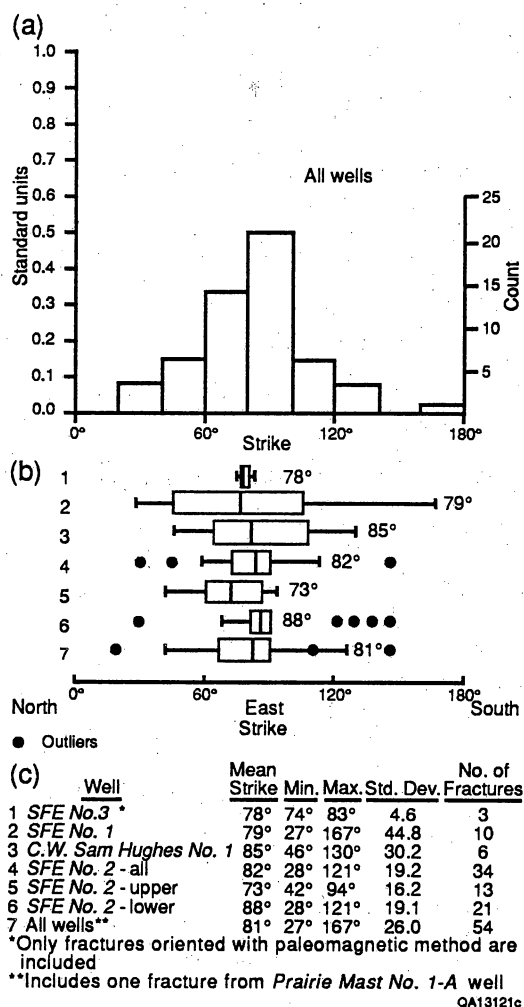 (a)
1.0
0.9
0.8
0.7
0.6
0.5
0.4
0.3
0.2
0.1
0.0
Standard units
All wells
25
20
15
10
5
Count
0° 60° 120° 180°
Strike
(b)
1 78°
2 79°
3 85°
4 82°
5 73°
6 88°
7 81°
0° 60° 120° 180°
North East South
Strike
● Outliers
(c)
Well Mean Strike Min. Max. Std. Dev. No. of Fractures
1 SFE No.3 * 78° 74° 83° 4.6 3
2 SFE No. 1 79° 27° 167° 44.8 10
3 C.W. Sam Hughes No. 1 85° 46° 130° 30.2 6
4 SFE No. 2 - all 82° 28° 121° 19.2 34
5 SFE No. 2 - upper 73° 42° 94° 16.2 13
6 SFE No. 2 - lower 88° 28° 121° 19.1 21
7 All wells** 81° 27° 167° 26.0 54
*Only fractures oriented with paleomagnetic method are
included
**Includes one fracture from Prairie Mast No. 1-A well
QA13121c